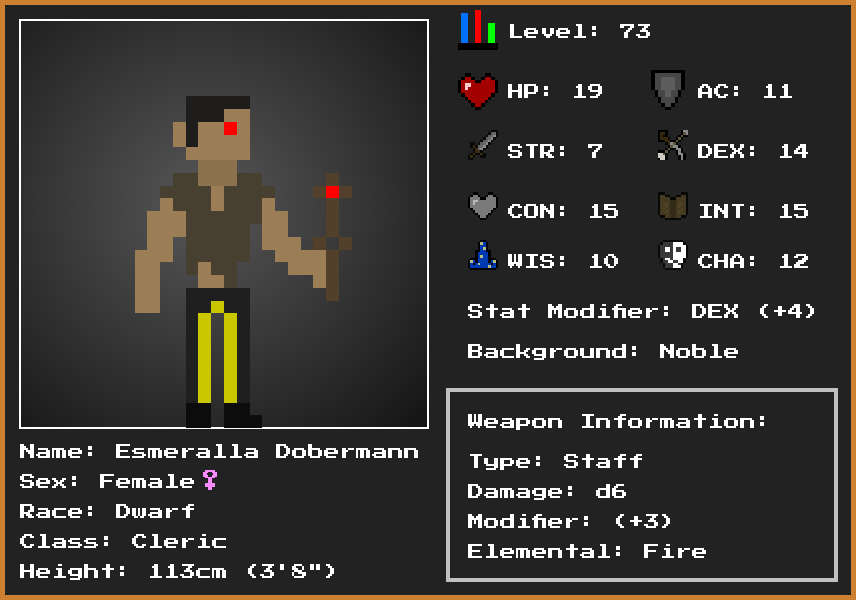 Level: 73
HP: 19
AC: 11
STR: 7
DEX: 14
CON: 15
INT: 15
WIS: 10
CHA: 12
Stat Modifier: DEX (+4)
Background: Noble
Weapon Information:
Type: Staff
Damage: d6
Modifier: (+3)
Elemental: Fire
Name: Esmeralla Dobermann
Sex: Female♀
Race: Dwarf
Class: Cleric
Height: 113cm (3'8")